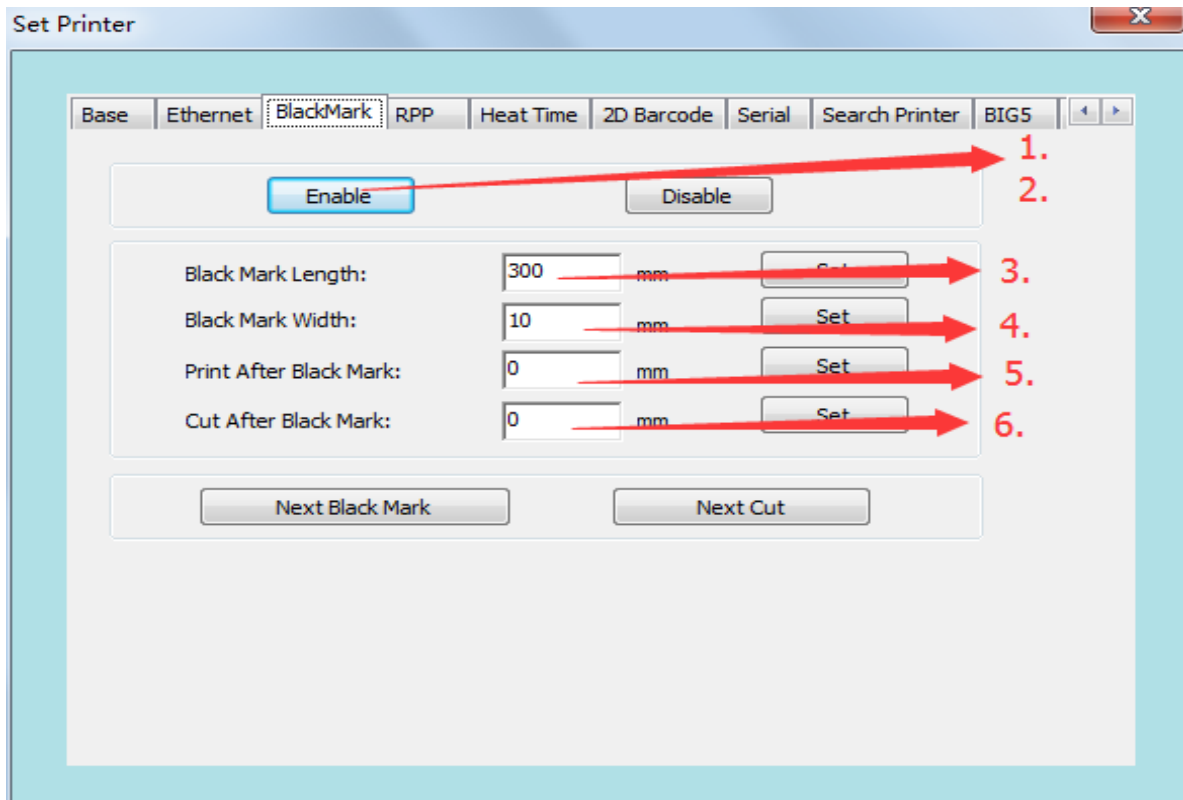 Set Printer
x
Base Ethernet BlackMark RPP Heat Time 2D Barcode Serial Search Printer BIG5
1.
Enable Disable 2.
Black Mark Length: 300 mm Set 3.
Black Mark Width: 10 mm Set 4.
Print After Black Mark: 0 mm Set 5.
Cut After Black Mark: 0 mm Set 6.
Next Black Mark Next Cut